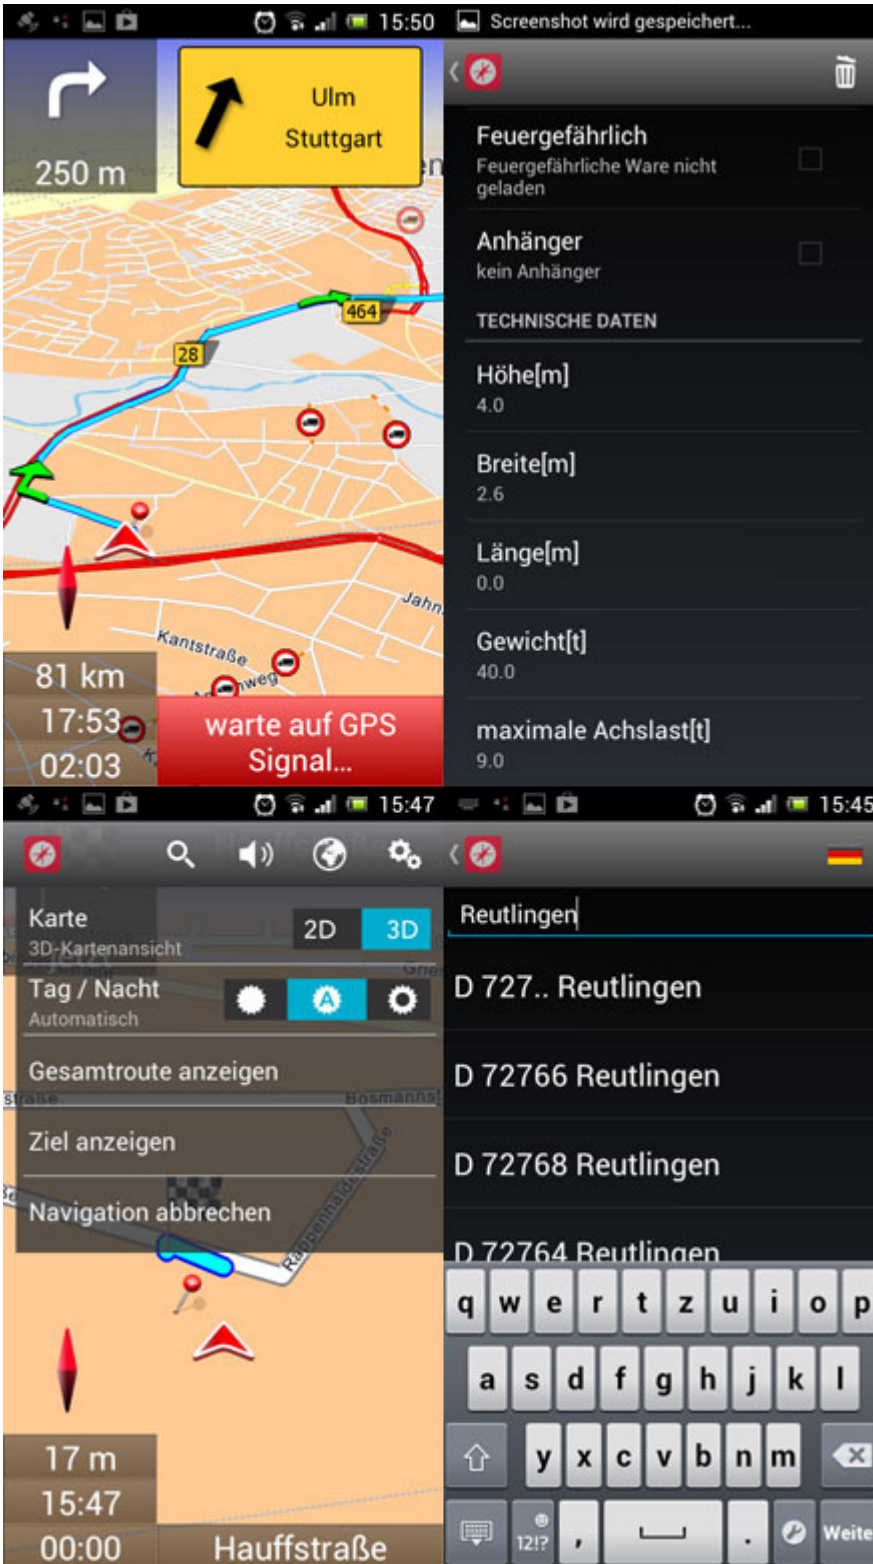 15:50
250 m
Ulm
Stuttgart
464
28
Jahn
Kantstraße
81 km
17:53
02:03
warte auf GPS
Signal...
Screenshot wird gespeichert...
Feuergefährlich
Feuergefährliche Ware nicht
geladen
Anhänger
kein Anhänger
TECHNISCHE DATEN
Höhe[m]
4.0
Breite[m]
2.6
Länge[m]
0.0
Gewicht[t]
40.0
maximale Achslast[t]
9.0
15:47
Karte
3D-Kartenansicht
2D 3D
Tag / Nacht
Automatisch
A
Gesamtroute anzeigen
straße
Bosmannst
Ziel anzeigen
Navigation abbrechen
Rappenhaldestraße
17 m
15:47
00:00
Hauffstraße
15:45
Reutlingen
D 727.. Reutlingen
D 72766 Reutlingen
D 72768 Reutlingen
D 72764 Reutlingen
q w e r t z u i o p
a s d f g h j k l
y x c v b n m
12!? , . Weite